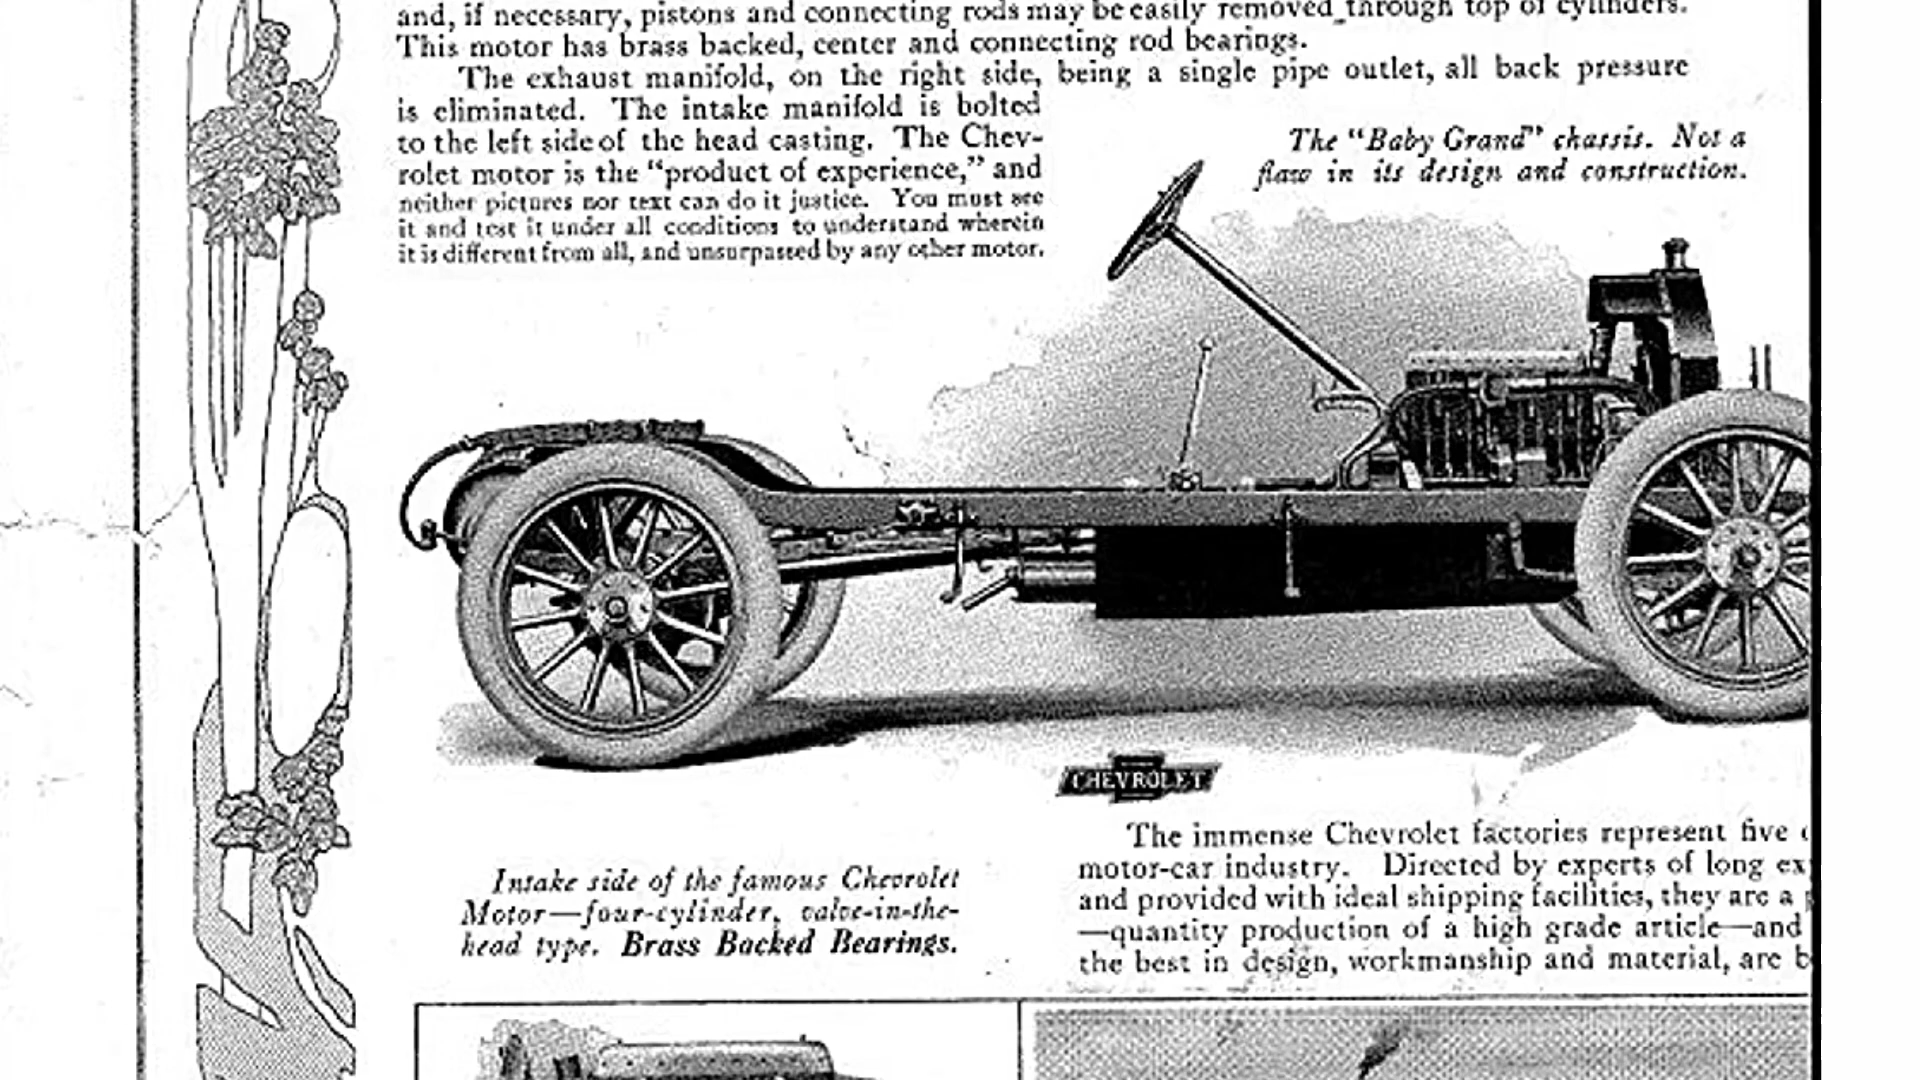 and, if necessary, pistons and connecting rods may be easily removed through top of cylinders.
This motor has brass backed, center and connecting rod bearings.
The exhaust manifold, on the right side, being a single pipe outlet, all back pressure
is eliminated. The intake manifold is bolted
to the left side of the head casting. The Chev-
rolet motor is the "product of experience," and
neither pictures nor text can do it justice. You must see
it and test it under all conditions to understand wherein
it is different from all, and unsurpassed by any other motor.
The "Baby Grand" chassis. Not a
flaw in its design and construction.
CHEVROLET
Intake side of the famous Chevrolet
Motor—four-cylinder, valve-in-the-
head type. Brass Backed Bearings.
The immense Chevrolet factories represent five
motor-car industry. Directed by experts of long
and provided with ideal shipping facilities, they are a
—quantity production of a high grade article—and
the best in design, workmanship and material, are